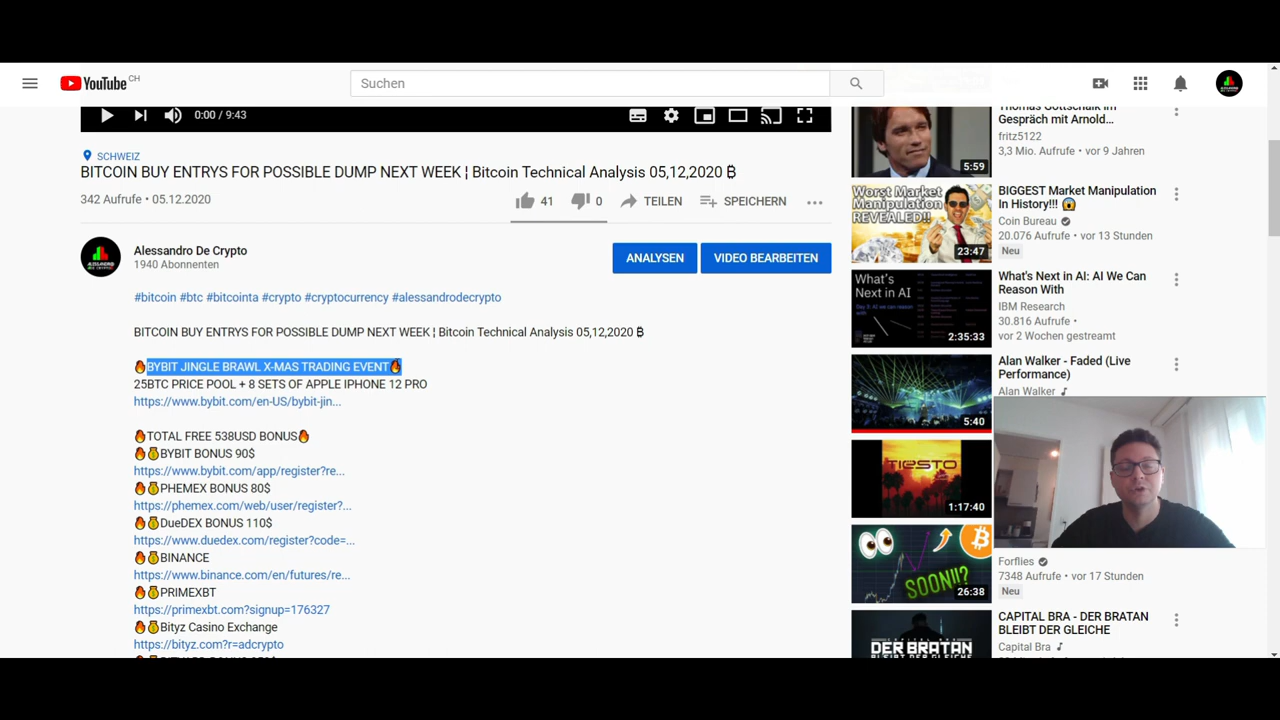 YouTube CH
Suchen
0:00 / 9:43
SCHWEIZ
BITCOIN BUY ENTRYS FOR POSSIBLE DUMP NEXT WEEK ¦ Bitcoin Technical Analysis 05,12,2020 ₿
342 Aufrufe • 05.12.2020
41
0
TEILEN
SPEICHERN
Alessandro De Crypto
1940 Abonnenten
ANALYSEN
VIDEO BEARBEITEN
#bitcoin #btc #bitcointa #crypto #cryptocurrency #alessandrodecrypto
BITCOIN BUY ENTRYS FOR POSSIBLE DUMP NEXT WEEK ¦ Bitcoin Technical Analysis 05,12,2020 ₿
🔥BYBIT JINGLE BRAWL X-MAS TRADING EVENT🔥
25BTC PRICE POOL + 8 SETS OF APPLE IPHONE 12 PRO
https://www.bybit.com/en-US/bybit-jin...
🔥TOTAL FREE 538USD BONUS🔥
🔥💰BYBIT BONUS 90$
https://www.bybit.com/app/register?re...
🔥💰PHEMEX BONUS 80$
https://phemex.com/web/user/register?...
🔥💰DueDEX BONUS 110$
https://www.duedex.com/register?code=...
🔥💰BINANCE
https://www.binance.com/en/futures/re...
🔥💰PRIMEXBT
https://primexbt.com?signup=176327
🔥💰Bityz Casino Exchange
https://bityz.com?r=adcrypto
Thomas Gottschalk im
Gespräch mit Arnold...
fritz5122
3,3 Mio. Aufrufe • vor 9 Jahren
5:59
Worst Market
Manipulation
REVEALED!!
23:47
BIGGEST Market Manipulation
In History!!! 😱
Coin Bureau
20.076 Aufrufe • vor 13 Stunden
Neu
What's
Next in AI
2:35:33
What's Next in AI: AI We Can
Reason With
IBM Research
30.816 Aufrufe •
vor 2 Wochen gestreamt
5:40
Alan Walker - Faded (Live
Performance)
Alan Walker
TIËSTO
1:17:40
SOON!!?
26:38
Forflies
7348 Aufrufe • vor 17 Stunden
Neu
CAPITAL BRA
DER BRATAN
BLEIBT DER GLEICHE
CAPITAL BRA - DER BRATAN
BLEIBT DER GLEICHE
Capital Bra